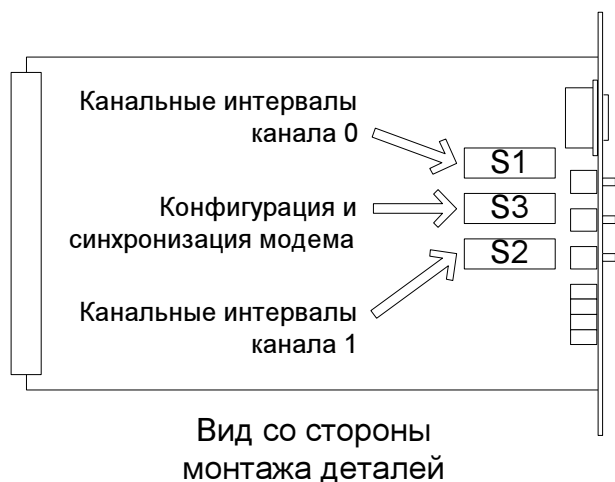 Канальные интервалы
канала 0
S1
Конфигурация и
синхронизация модема
S3
S2
Канальные интервалы
канала 1
Вид со стороны
монтажа деталей